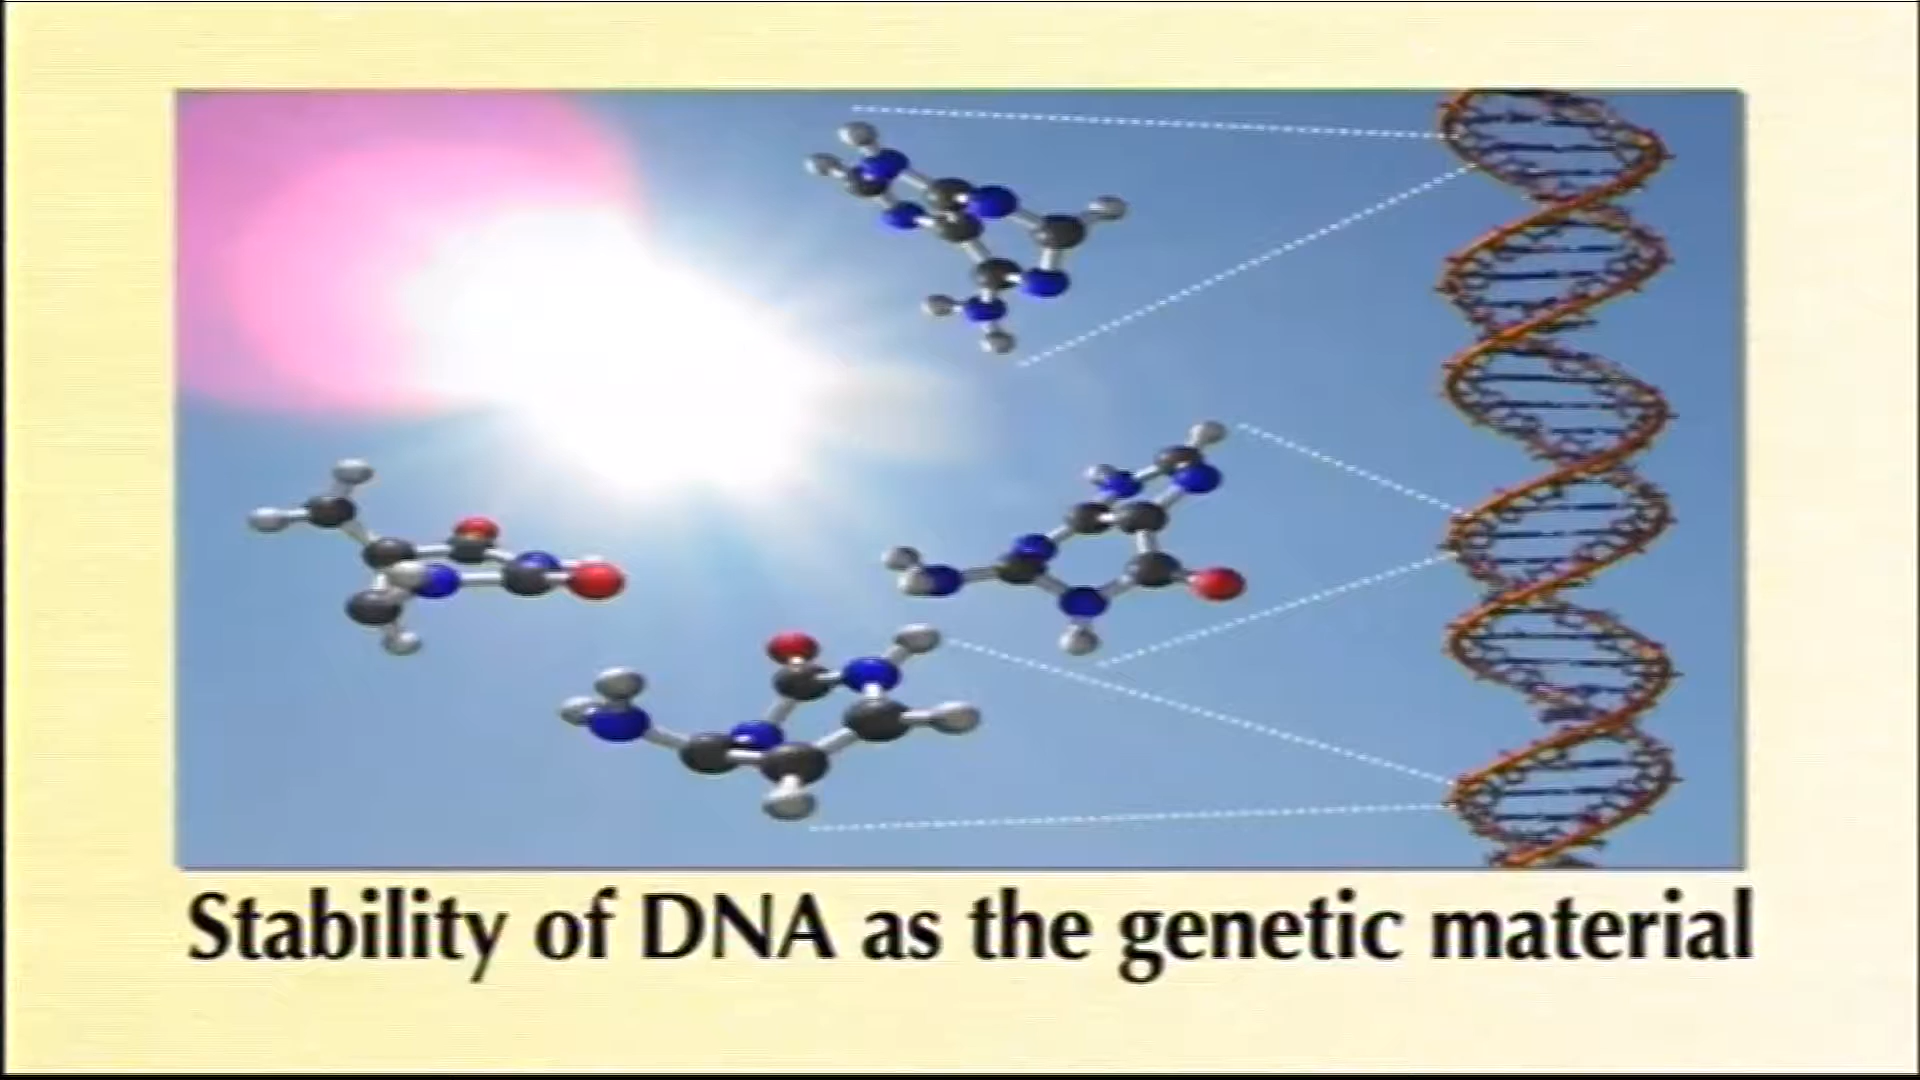 Stability of DNA as the genetic material